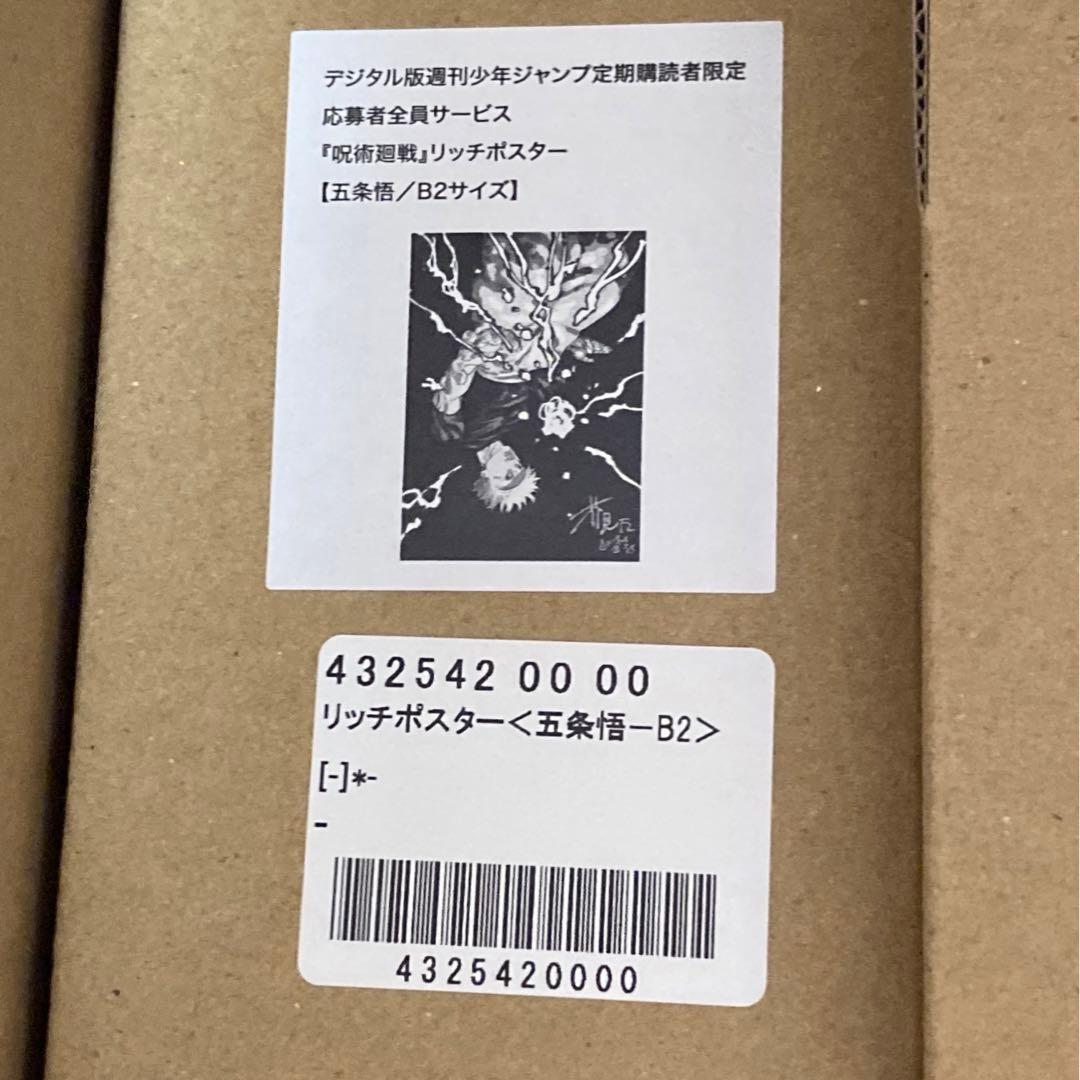 デジタル版週刊少年ジャンプ定期購読者限定
応募者全員サービス
『呪術廻戦』リッチポスター
【五条悟／B2サイズ】
432542 00 00
リッチポスター＜五条悟－B2＞
[-]*-
-
4325420000